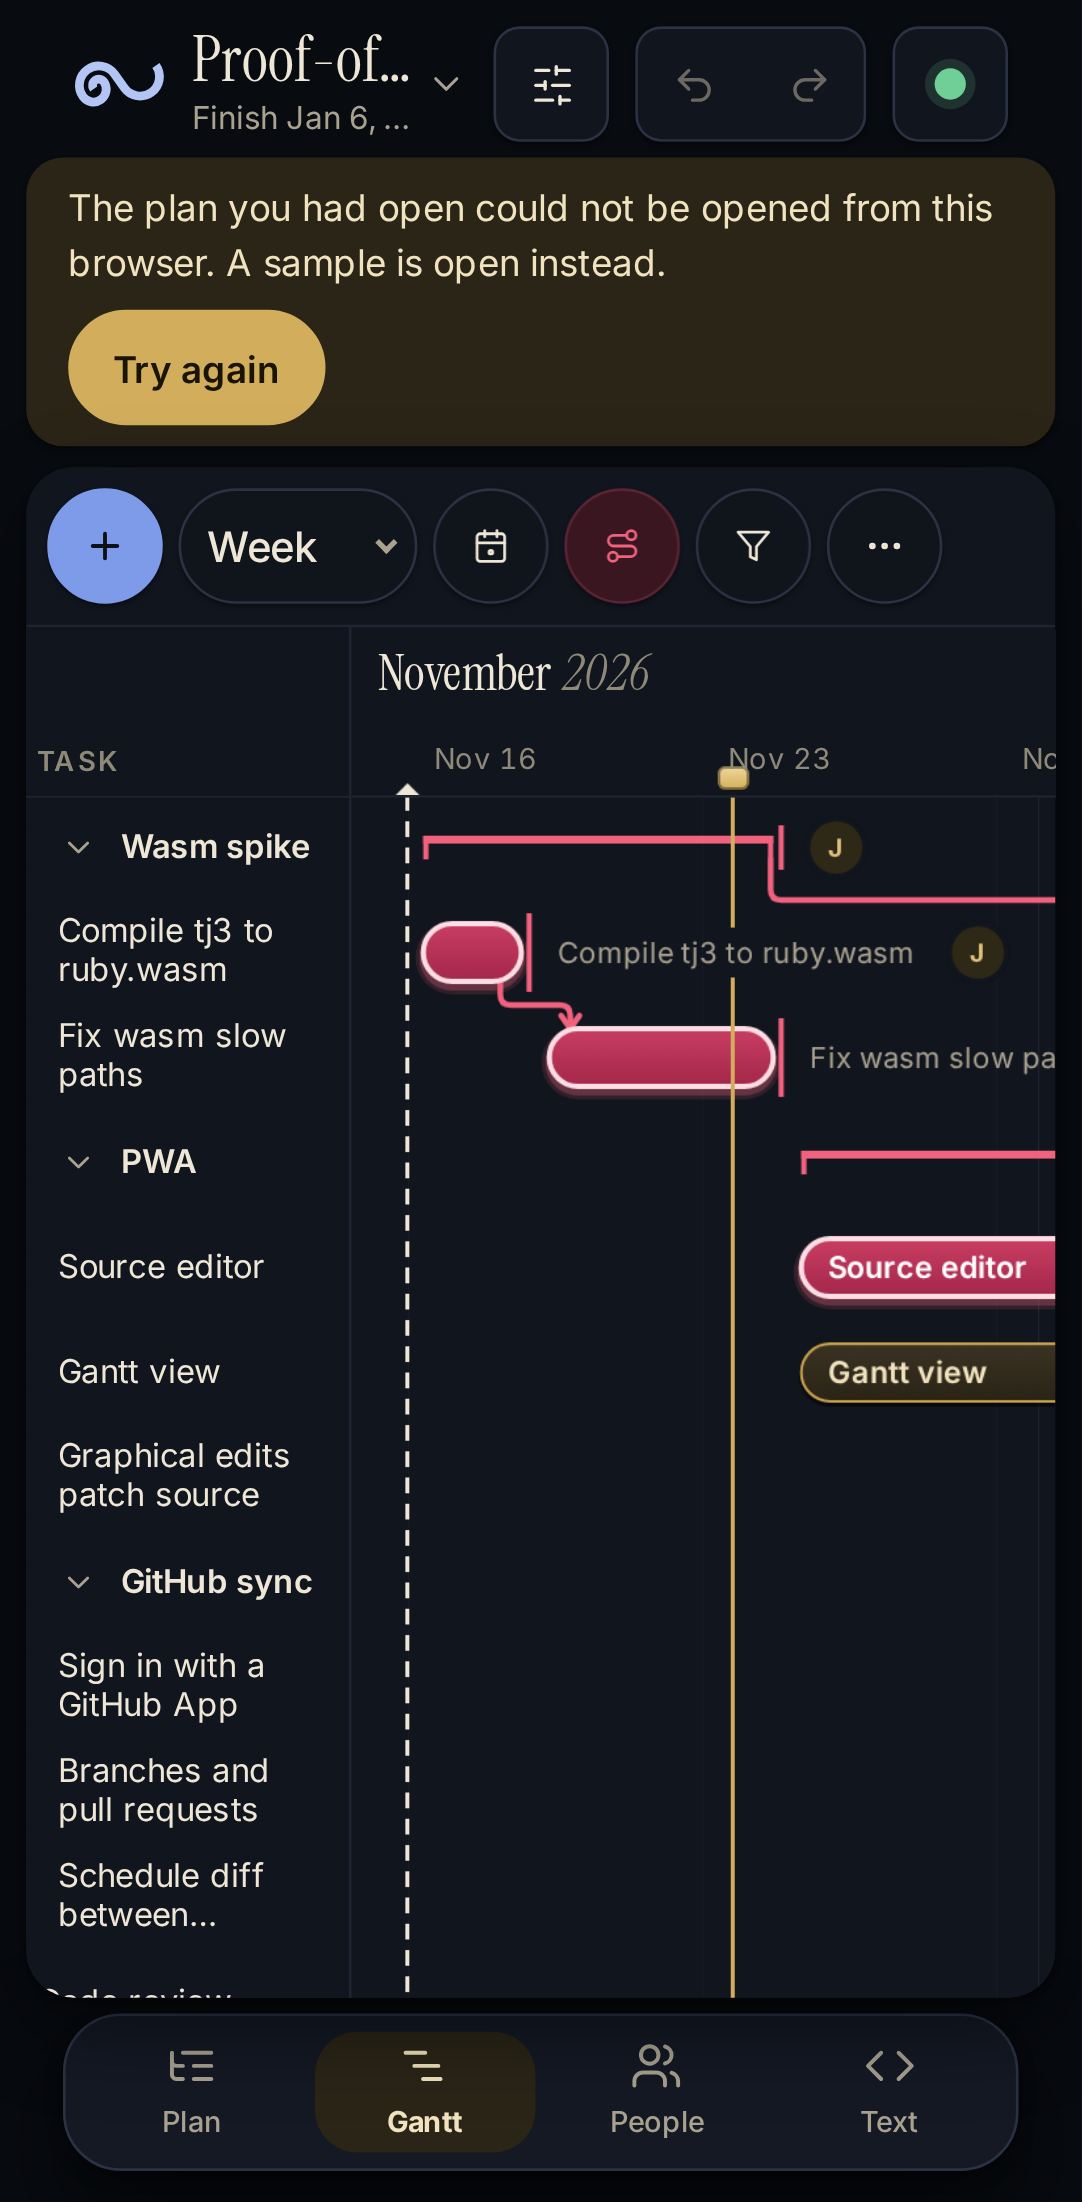 Proof-of...
Finish Jan 6, ...
The plan you had open could not be opened from this
browser. A sample is open instead.
Try again
Week
November 2026
TASK
Nov 16
Nov 23
No
Wasm spike
J
Compile tj3 to
ruby.wasm
Compile tj3 to ruby.wasm
J
Fix wasm slow
paths
Fix wasm slow pa
PWA
Source editor
Source editor
Gantt view
Gantt view
Graphical edits
patch source
GitHub sync
Sign in with a
GitHub App
Branches and
pull requests
Schedule diff
between...
Code review
Plan
Gantt
People
Text